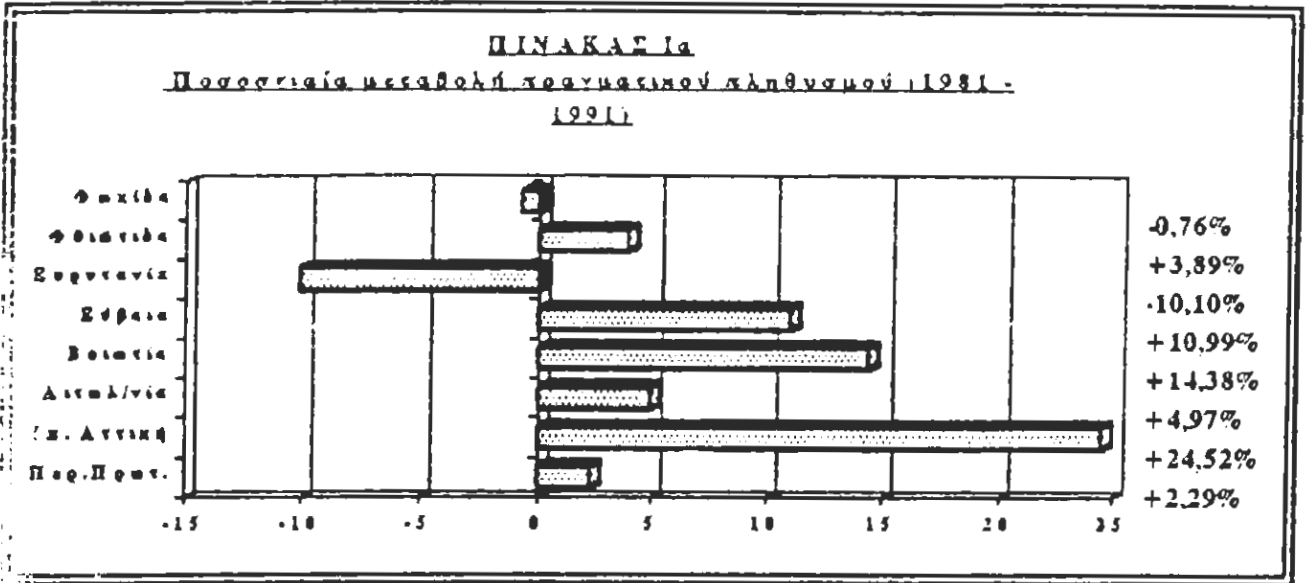 ΠΙΝΑΚΑΣ Ια
Ποσοστιαία μεταβολή πραγματικού πληθυσμού (1981 -
1991)
Φωκίδα
-0,76%
Φθιώτιδα
+3,89%
Ευρυτανία
-10,10%
Εύβοια
+10,99%
Βοιωτία
+14,38%
Αιτωλ/νία
+4,97%
Υπ. Αττική
+24,52%
Περ.Πρωτ.
+2,29%
-15 -10 -5 0 5 10 15 20 25